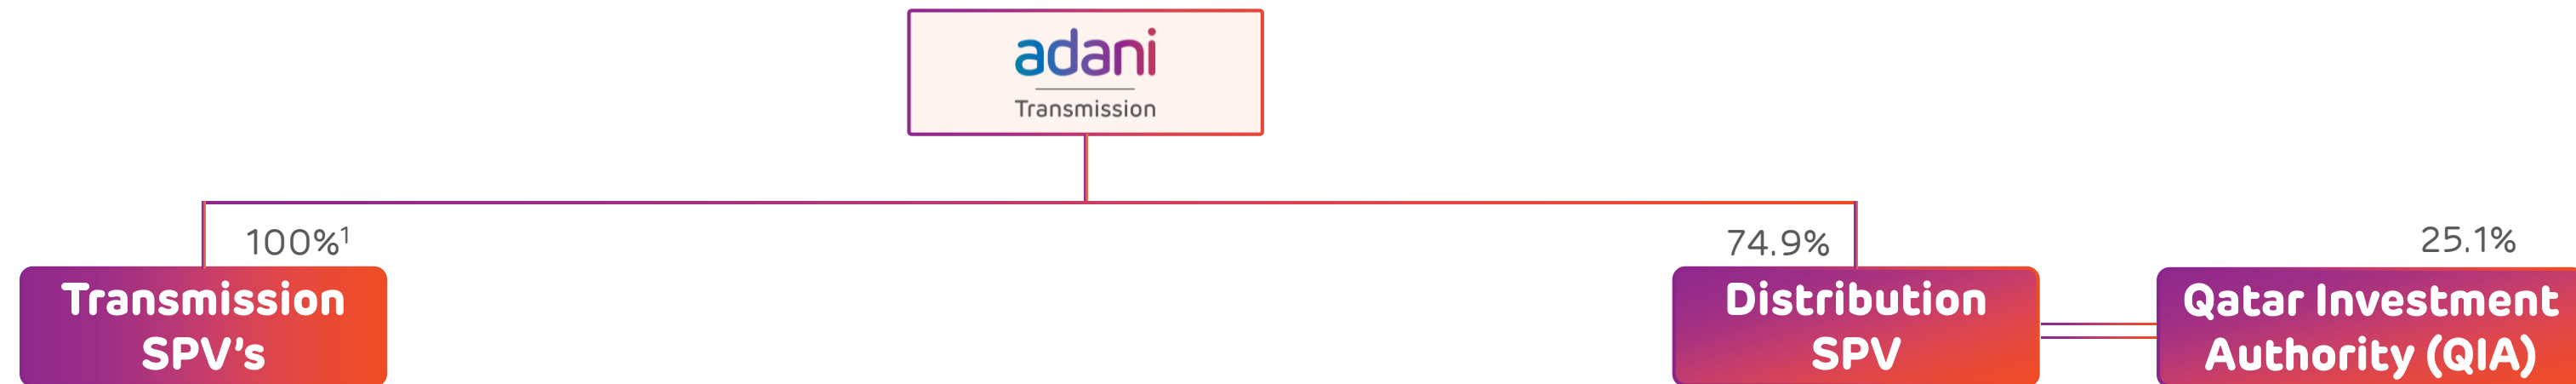 adani
Transmission
100%¹
74.9%
25.1%
Transmission
SPV's
Distribution
SPV
Qatar Investment
Authority (QIA)